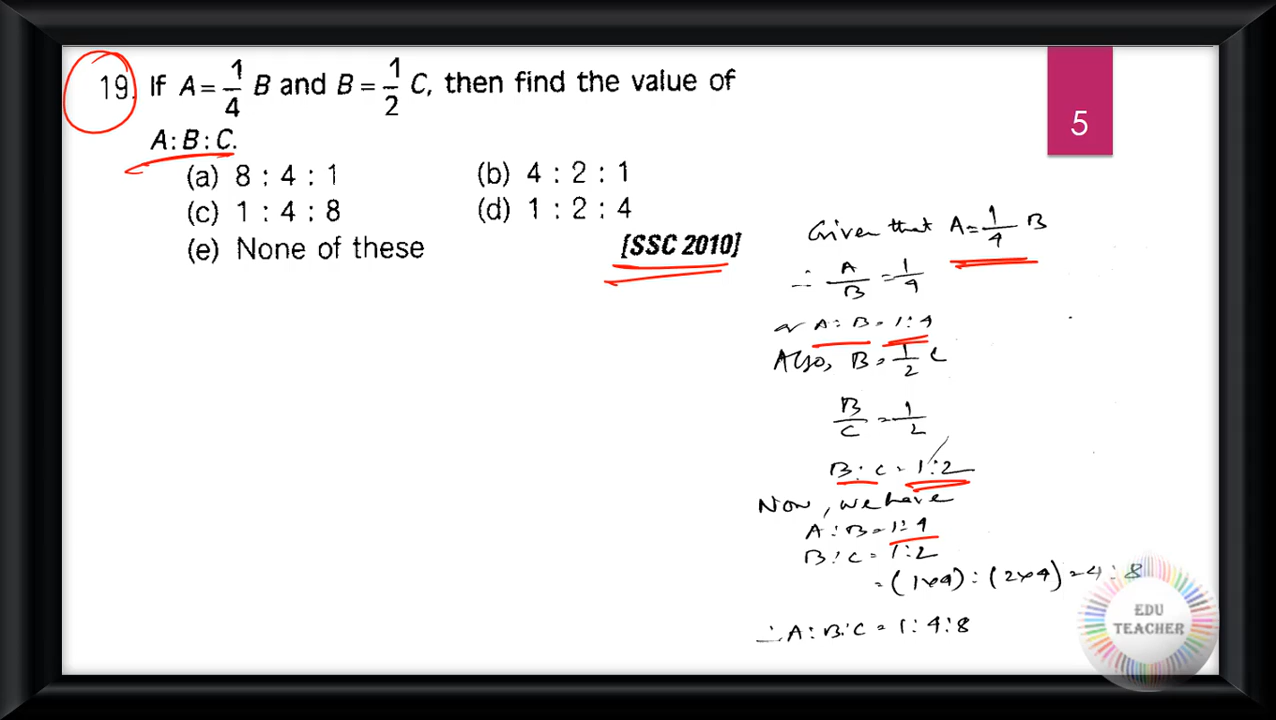 19. If A = 1/4 B and B = 1/2 C, then find the value of
A : B : C.
(a) 8 : 4 : 1 (b) 4 : 2 : 1
(c) 1 : 4 : 8 (d) 1 : 2 : 4
(e) None of these [SSC 2010]
5
Given that A = 1/4 B
∴ A/B = 1/4
or A : B = 1 : 4
Also, B = 1/2 C
B/C = 1/2
B : C = 1 : 2
Now, we have
A : B = 1 : 4
B : C = 1 : 2
= (1×4) : (2×4) = 4 : 8
∴ A : B : C = 1 : 4 : 8
EDU
TEACHER